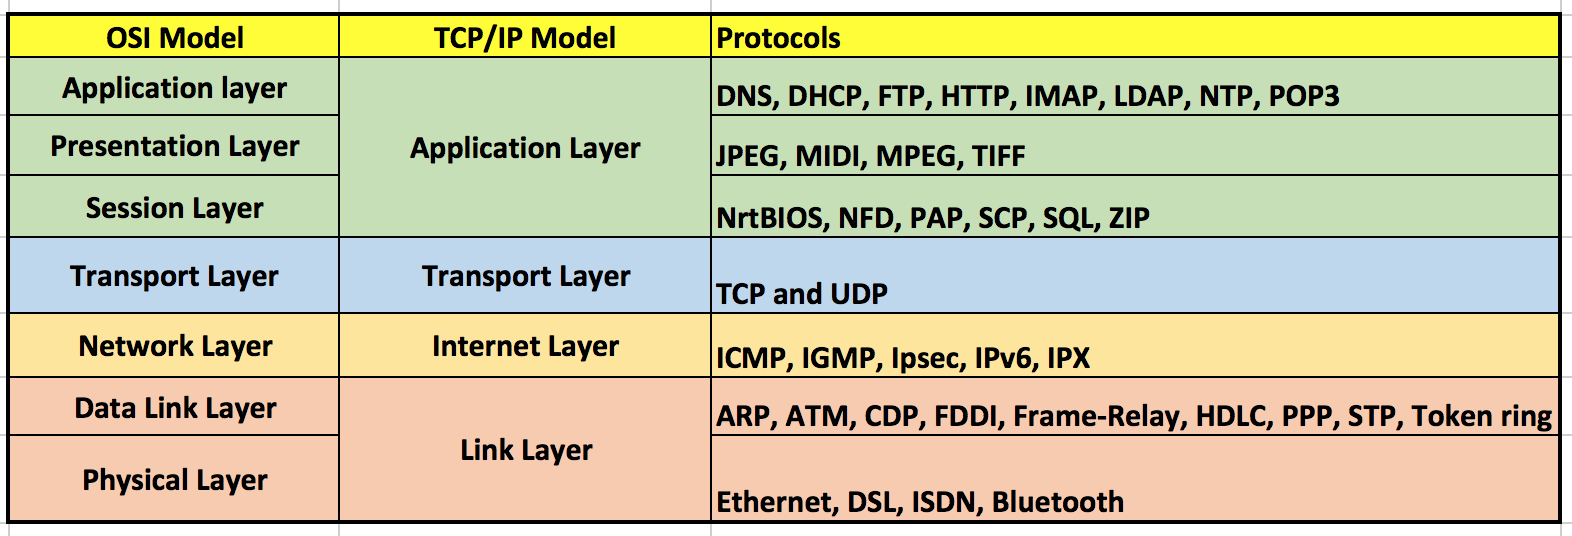 OSI Model TCP/IP Model Protocols
Application layer DNS, DHCP, FTP, HTTP, IMAP, LDAP, NTP, POP3
Presentation Layer Application Layer JPEG, MIDI, MPEG, TIFF
Session Layer NrtBIOS, NFD, PAP, SCP, SQL, ZIP
Transport Layer Transport Layer TCP and UDP
Network Layer Internet Layer ICMP, IGMP, Ipsec, IPv6, IPX
Data Link Layer ARP, ATM, CDP, FDDI, Frame-Relay, HDLC, PPP, STP, Token ring
Link Layer
Physical Layer Ethernet, DSL, ISDN, Bluetooth